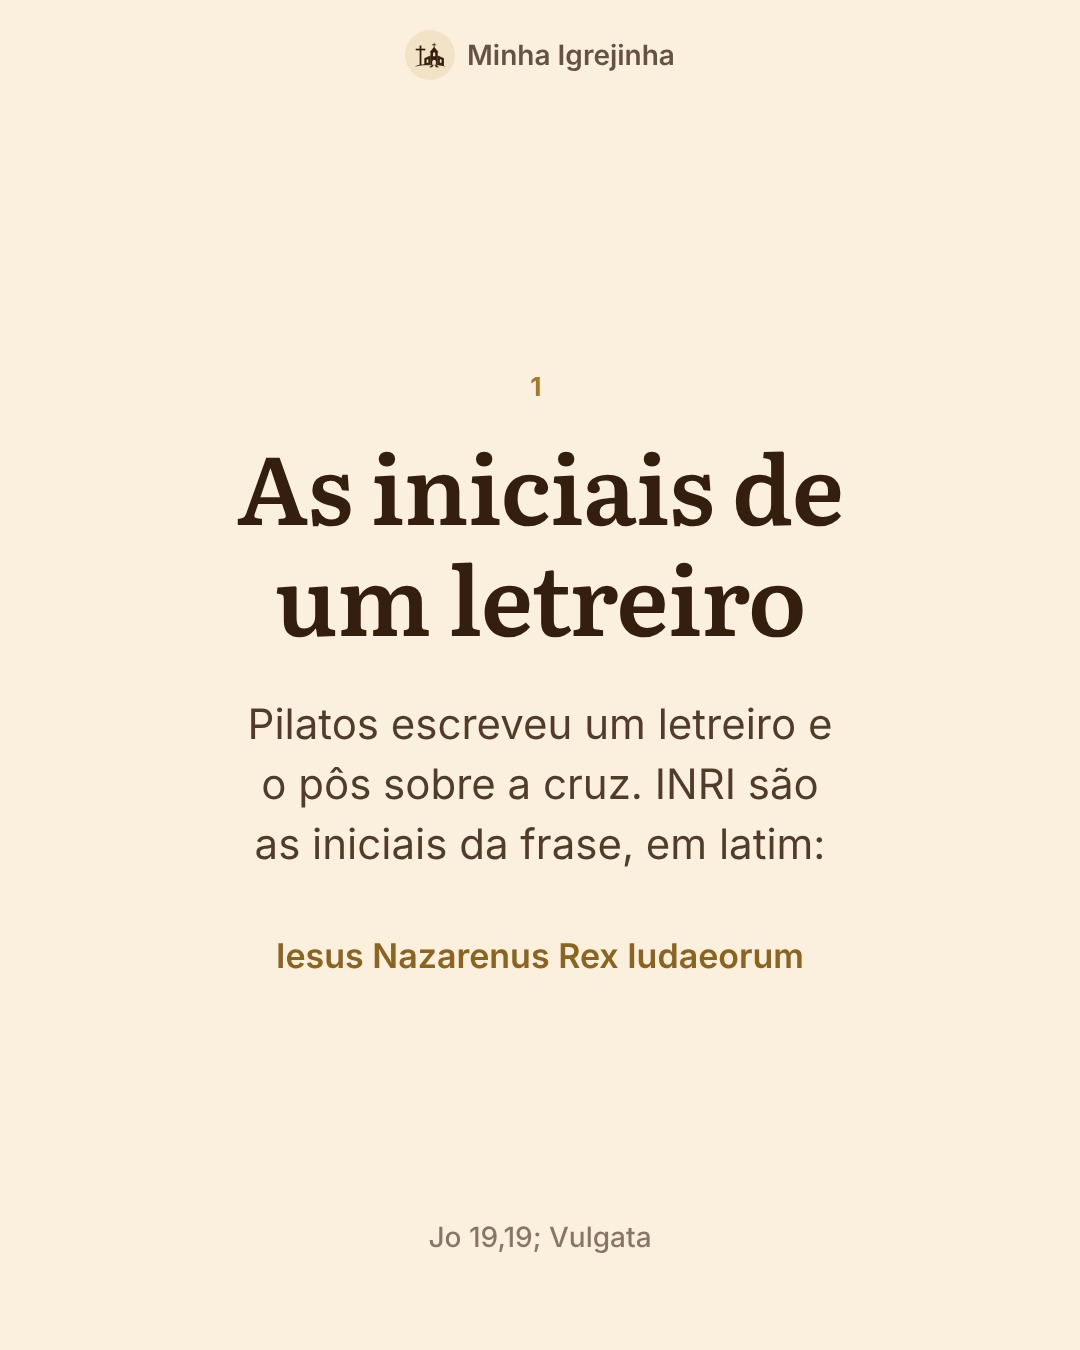 Minha Igrejinha
1
As iniciais de
um letreiro
Pilatos escreveu um letreiro e
o pôs sobre a cruz. INRI são
as iniciais da frase, em latim:
Iesus Nazarenus Rex Iudaeorum
Jo 19,19; Vulgata